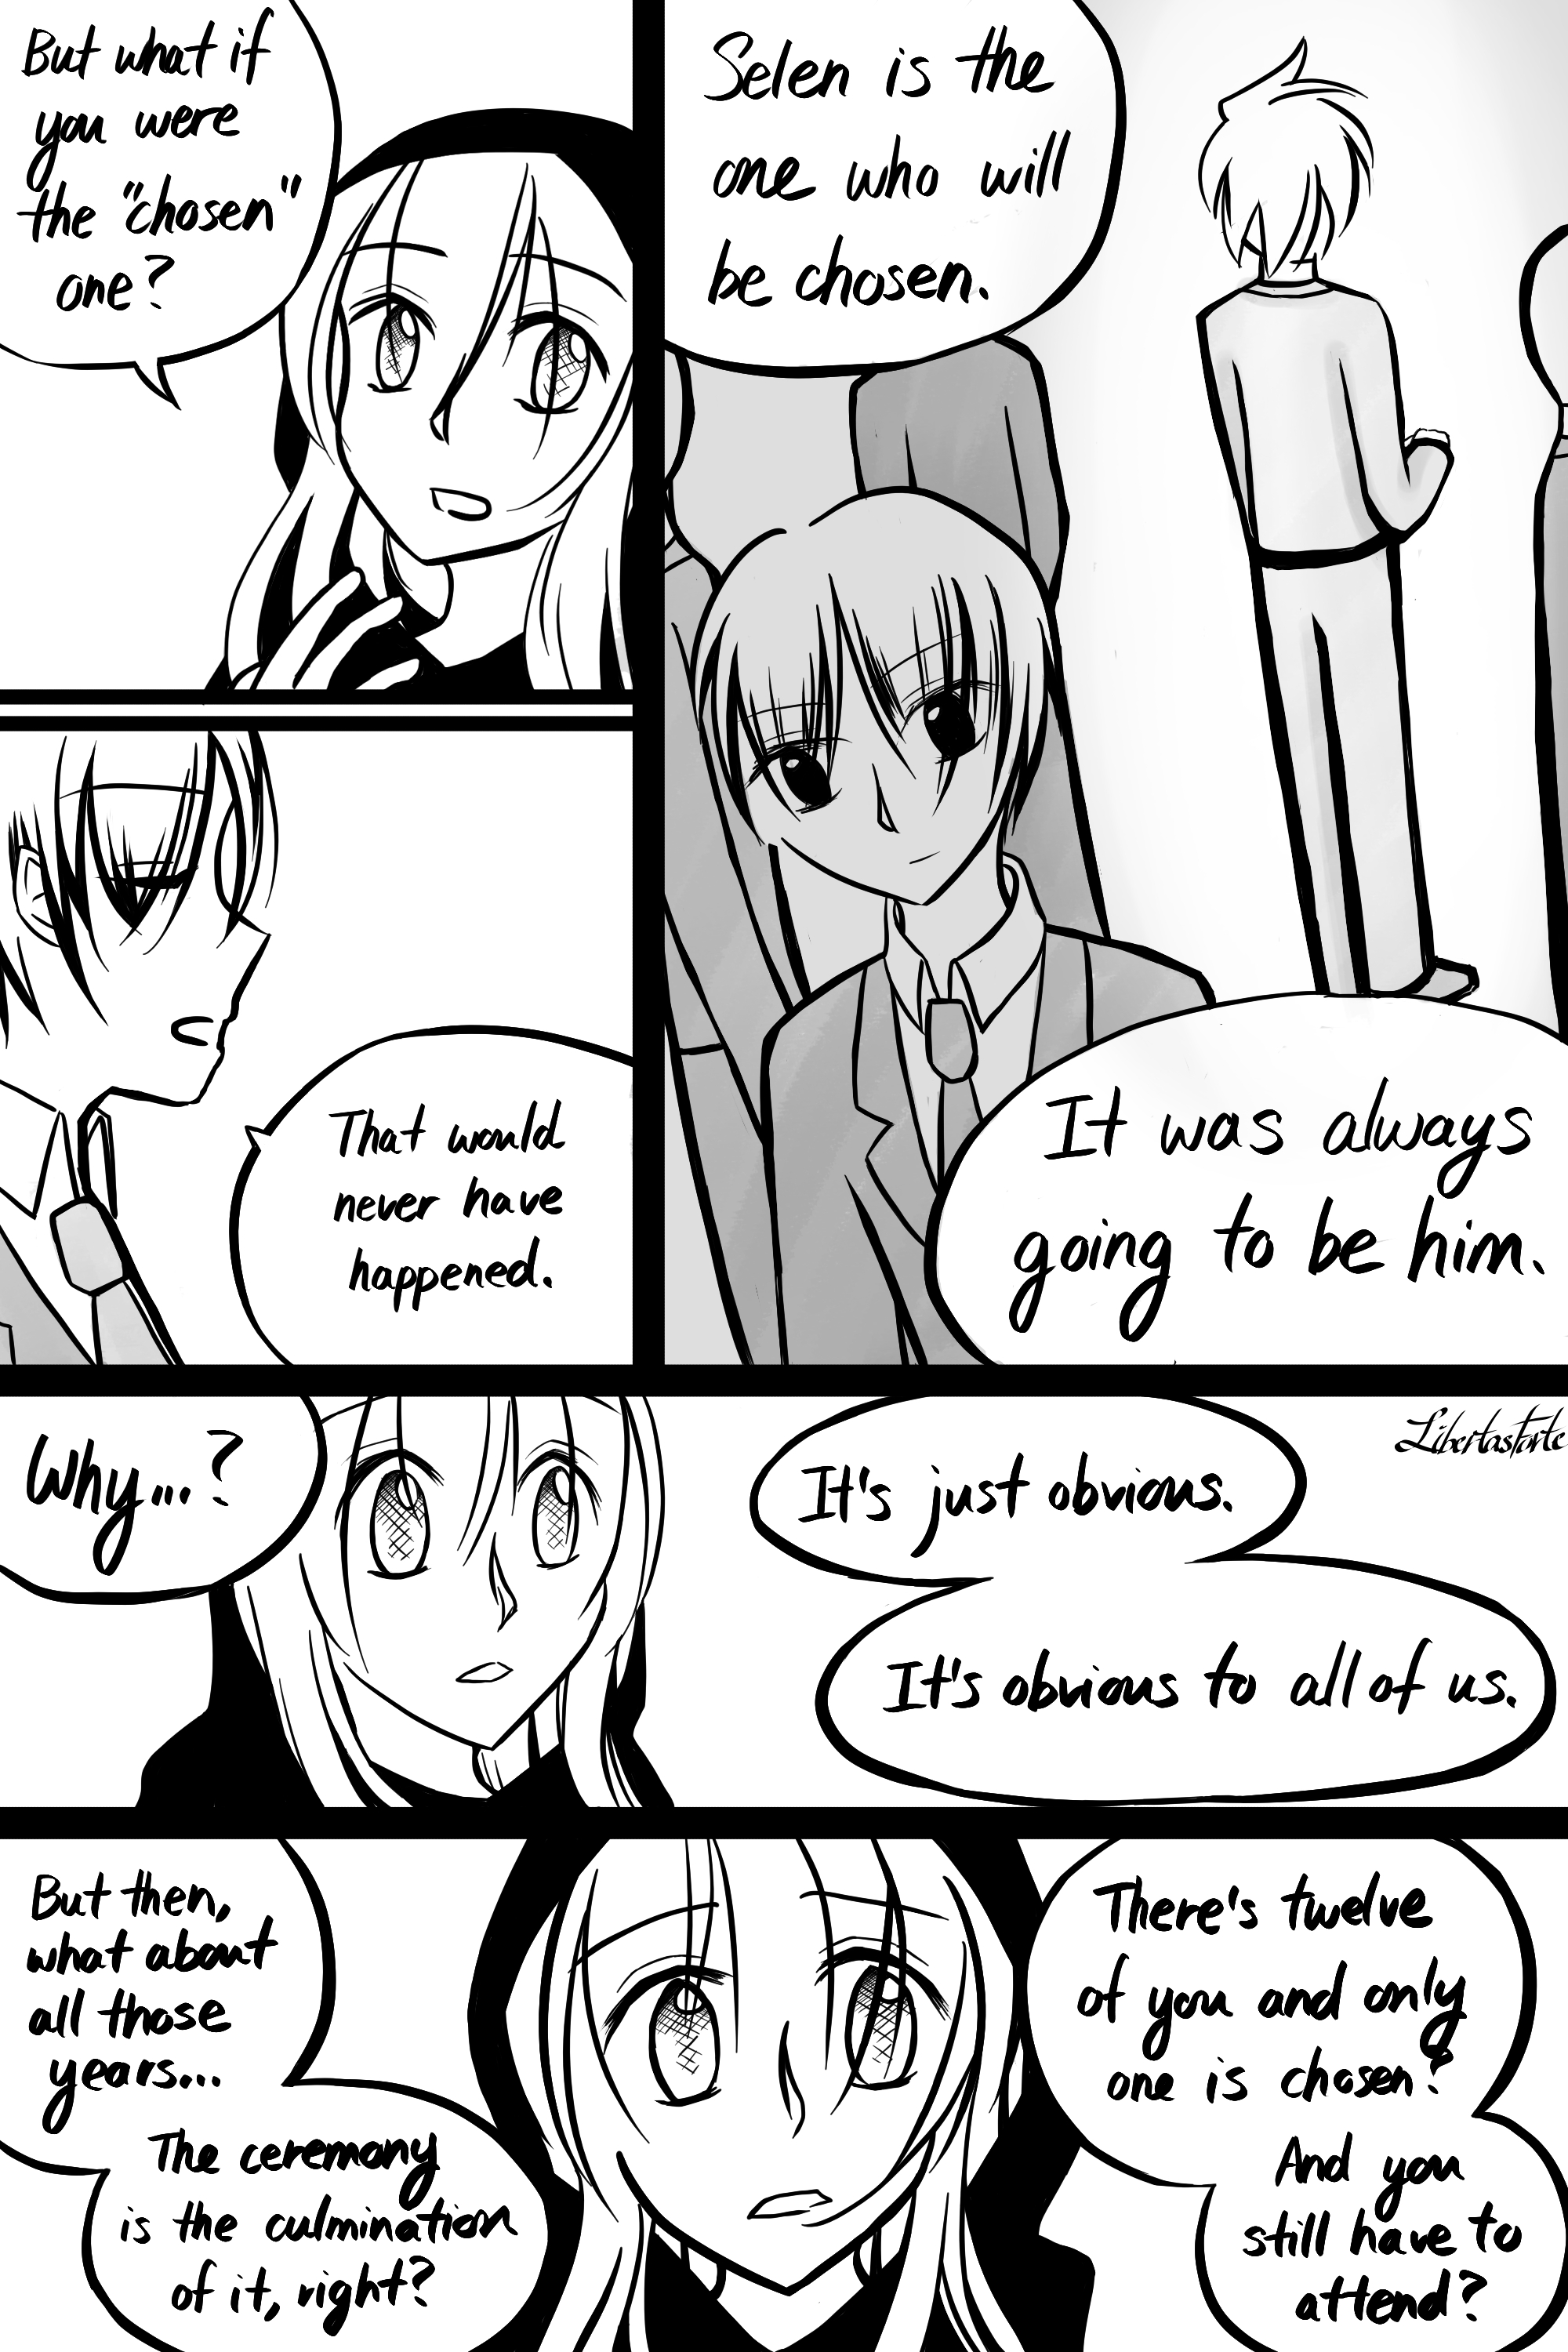 But what if
you were
the "chosen"
one?
That would
never have
happened.
Selen is the
one who will
be chosen.
It was always
going to be him.
Why...?
It's just obvious.
It's obvious to all of us.
LibertasForte
But then,
what about
all those
years...
The ceremony
is the culmination
of it, right?
There's twelve
of you and only
one is chosen?
And you
still have to
attend?